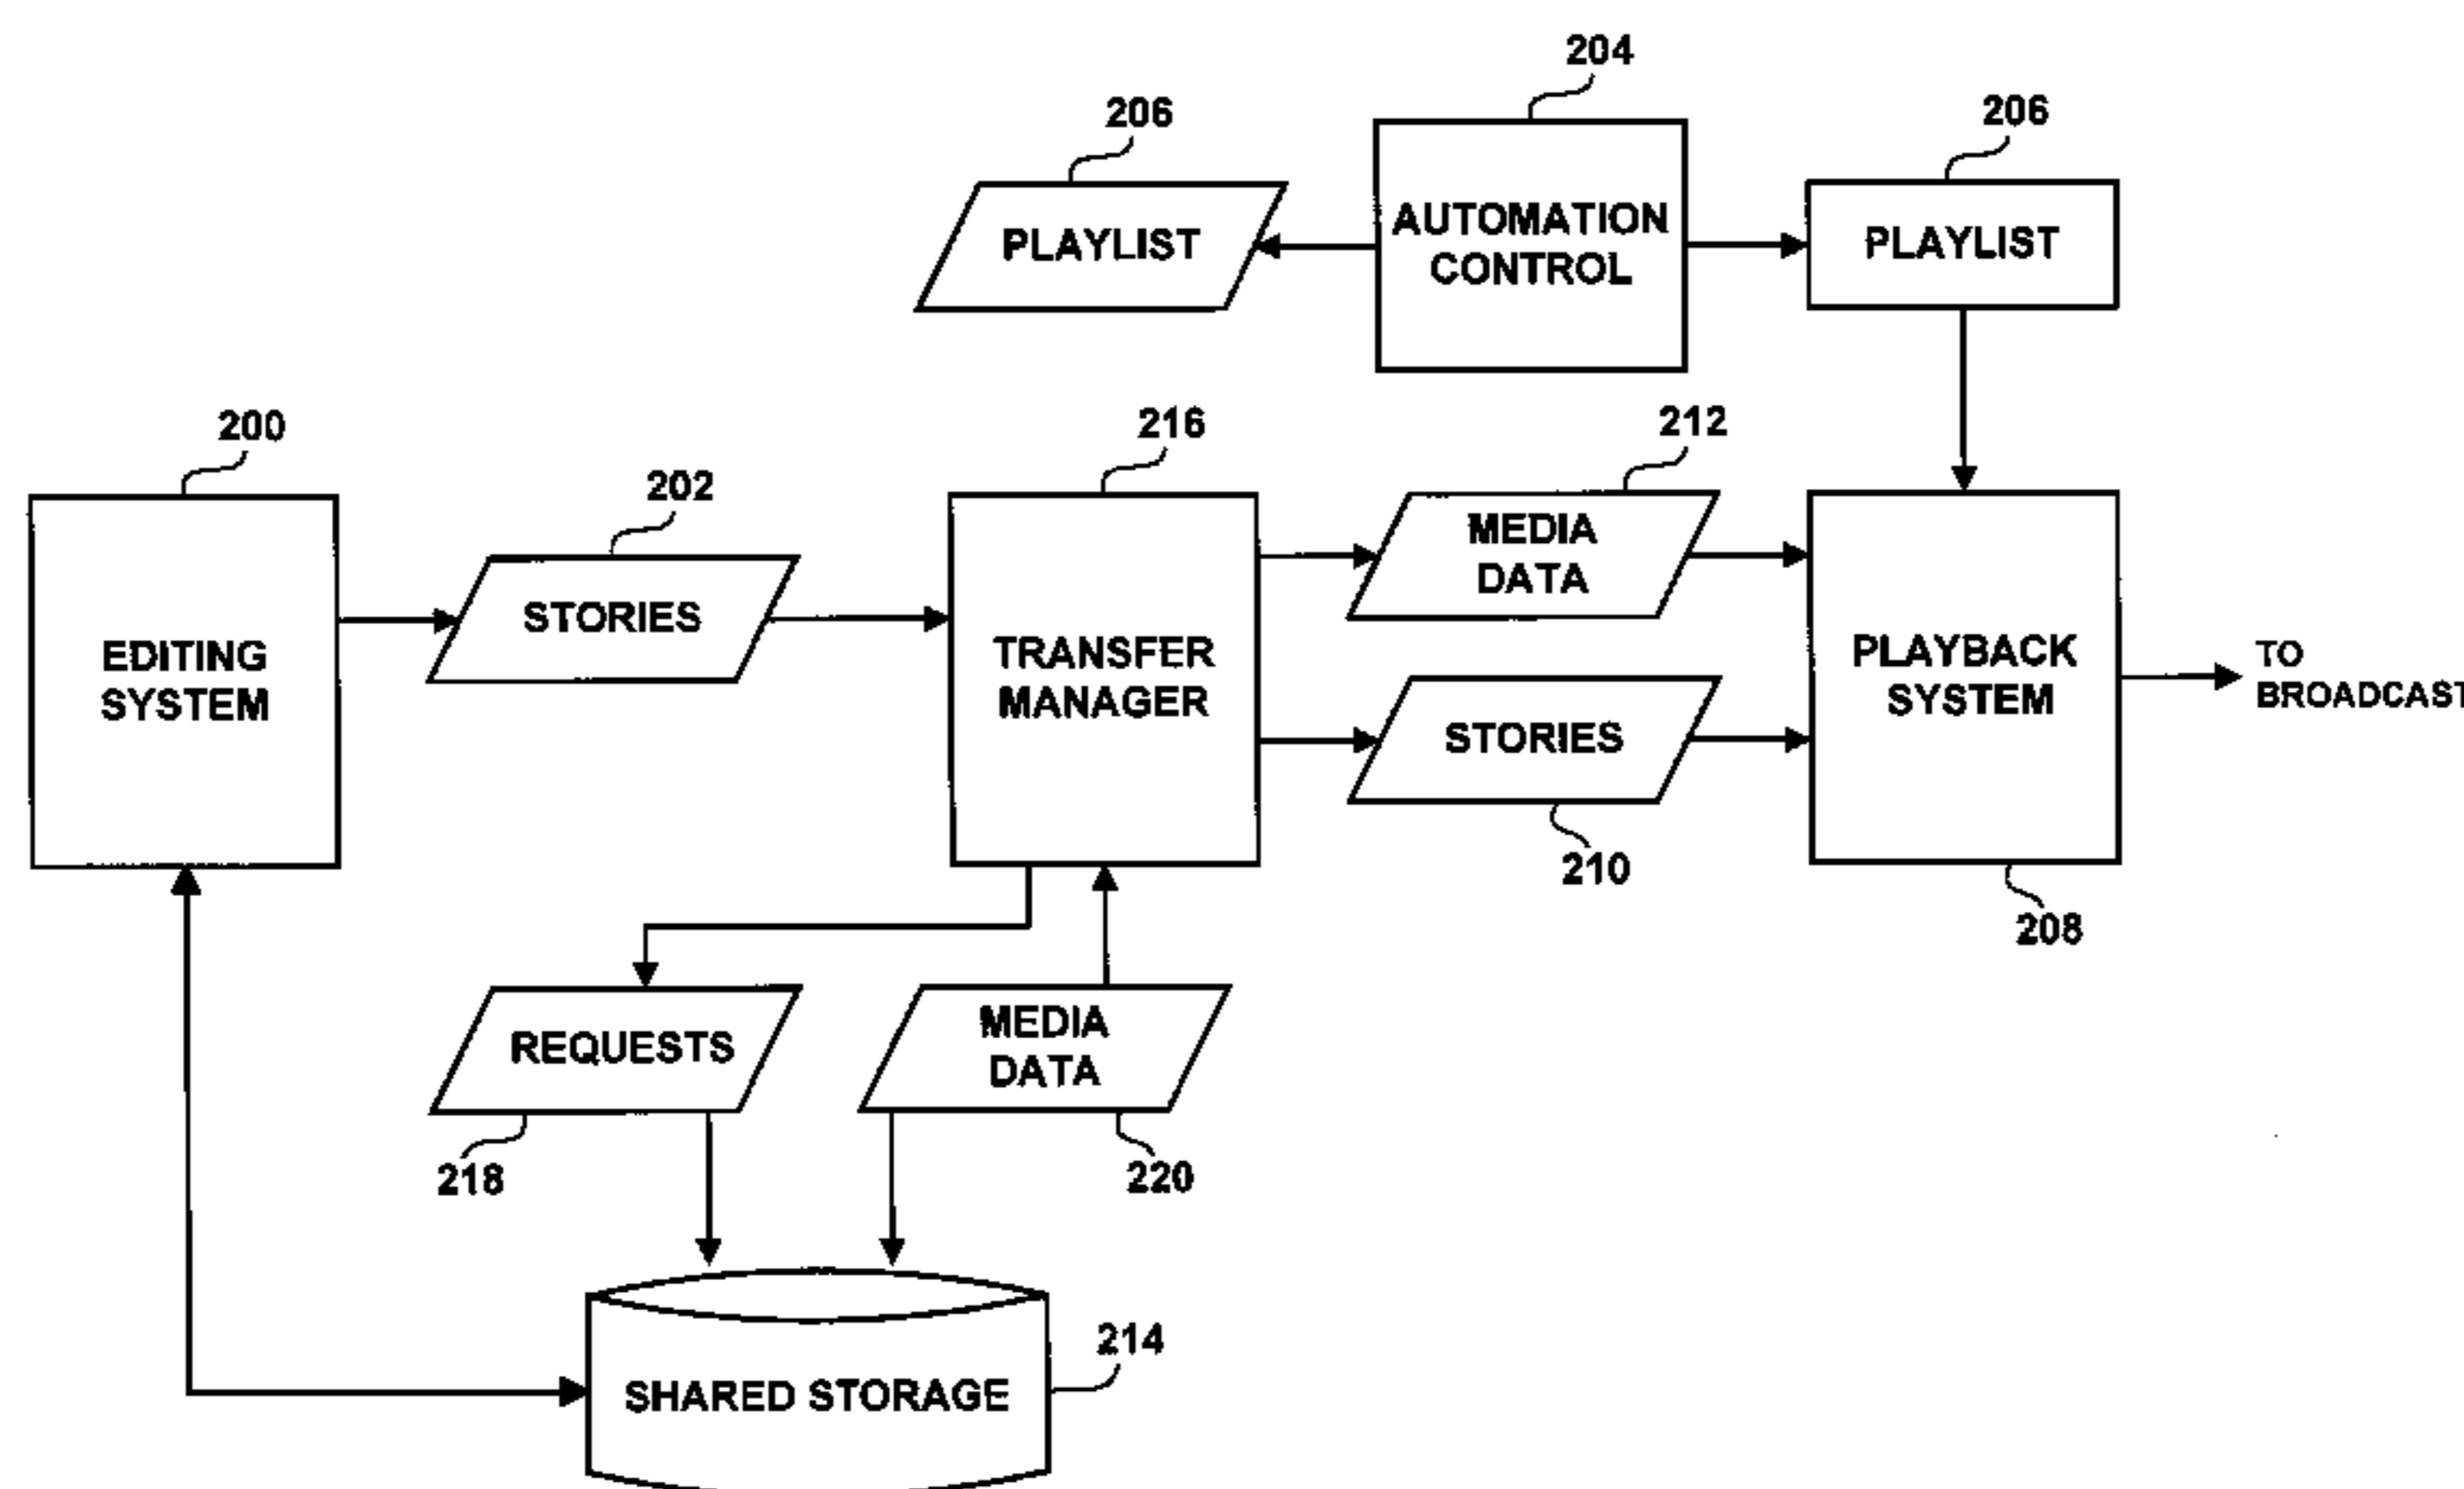 204
206
206
AUTOMATION
CONTROL
PLAYLIST
PLAYLIST
200
202
216
212
MEDIA
DATA
STORIES
EDITING
SYSTEM
TRANSFER
MANAGER
PLAYBACK
SYSTEM
TO
BROADCAST
STORIES
210
208
REQUESTS
MEDIA
DATA
218
220
214
SHARED STORAGE